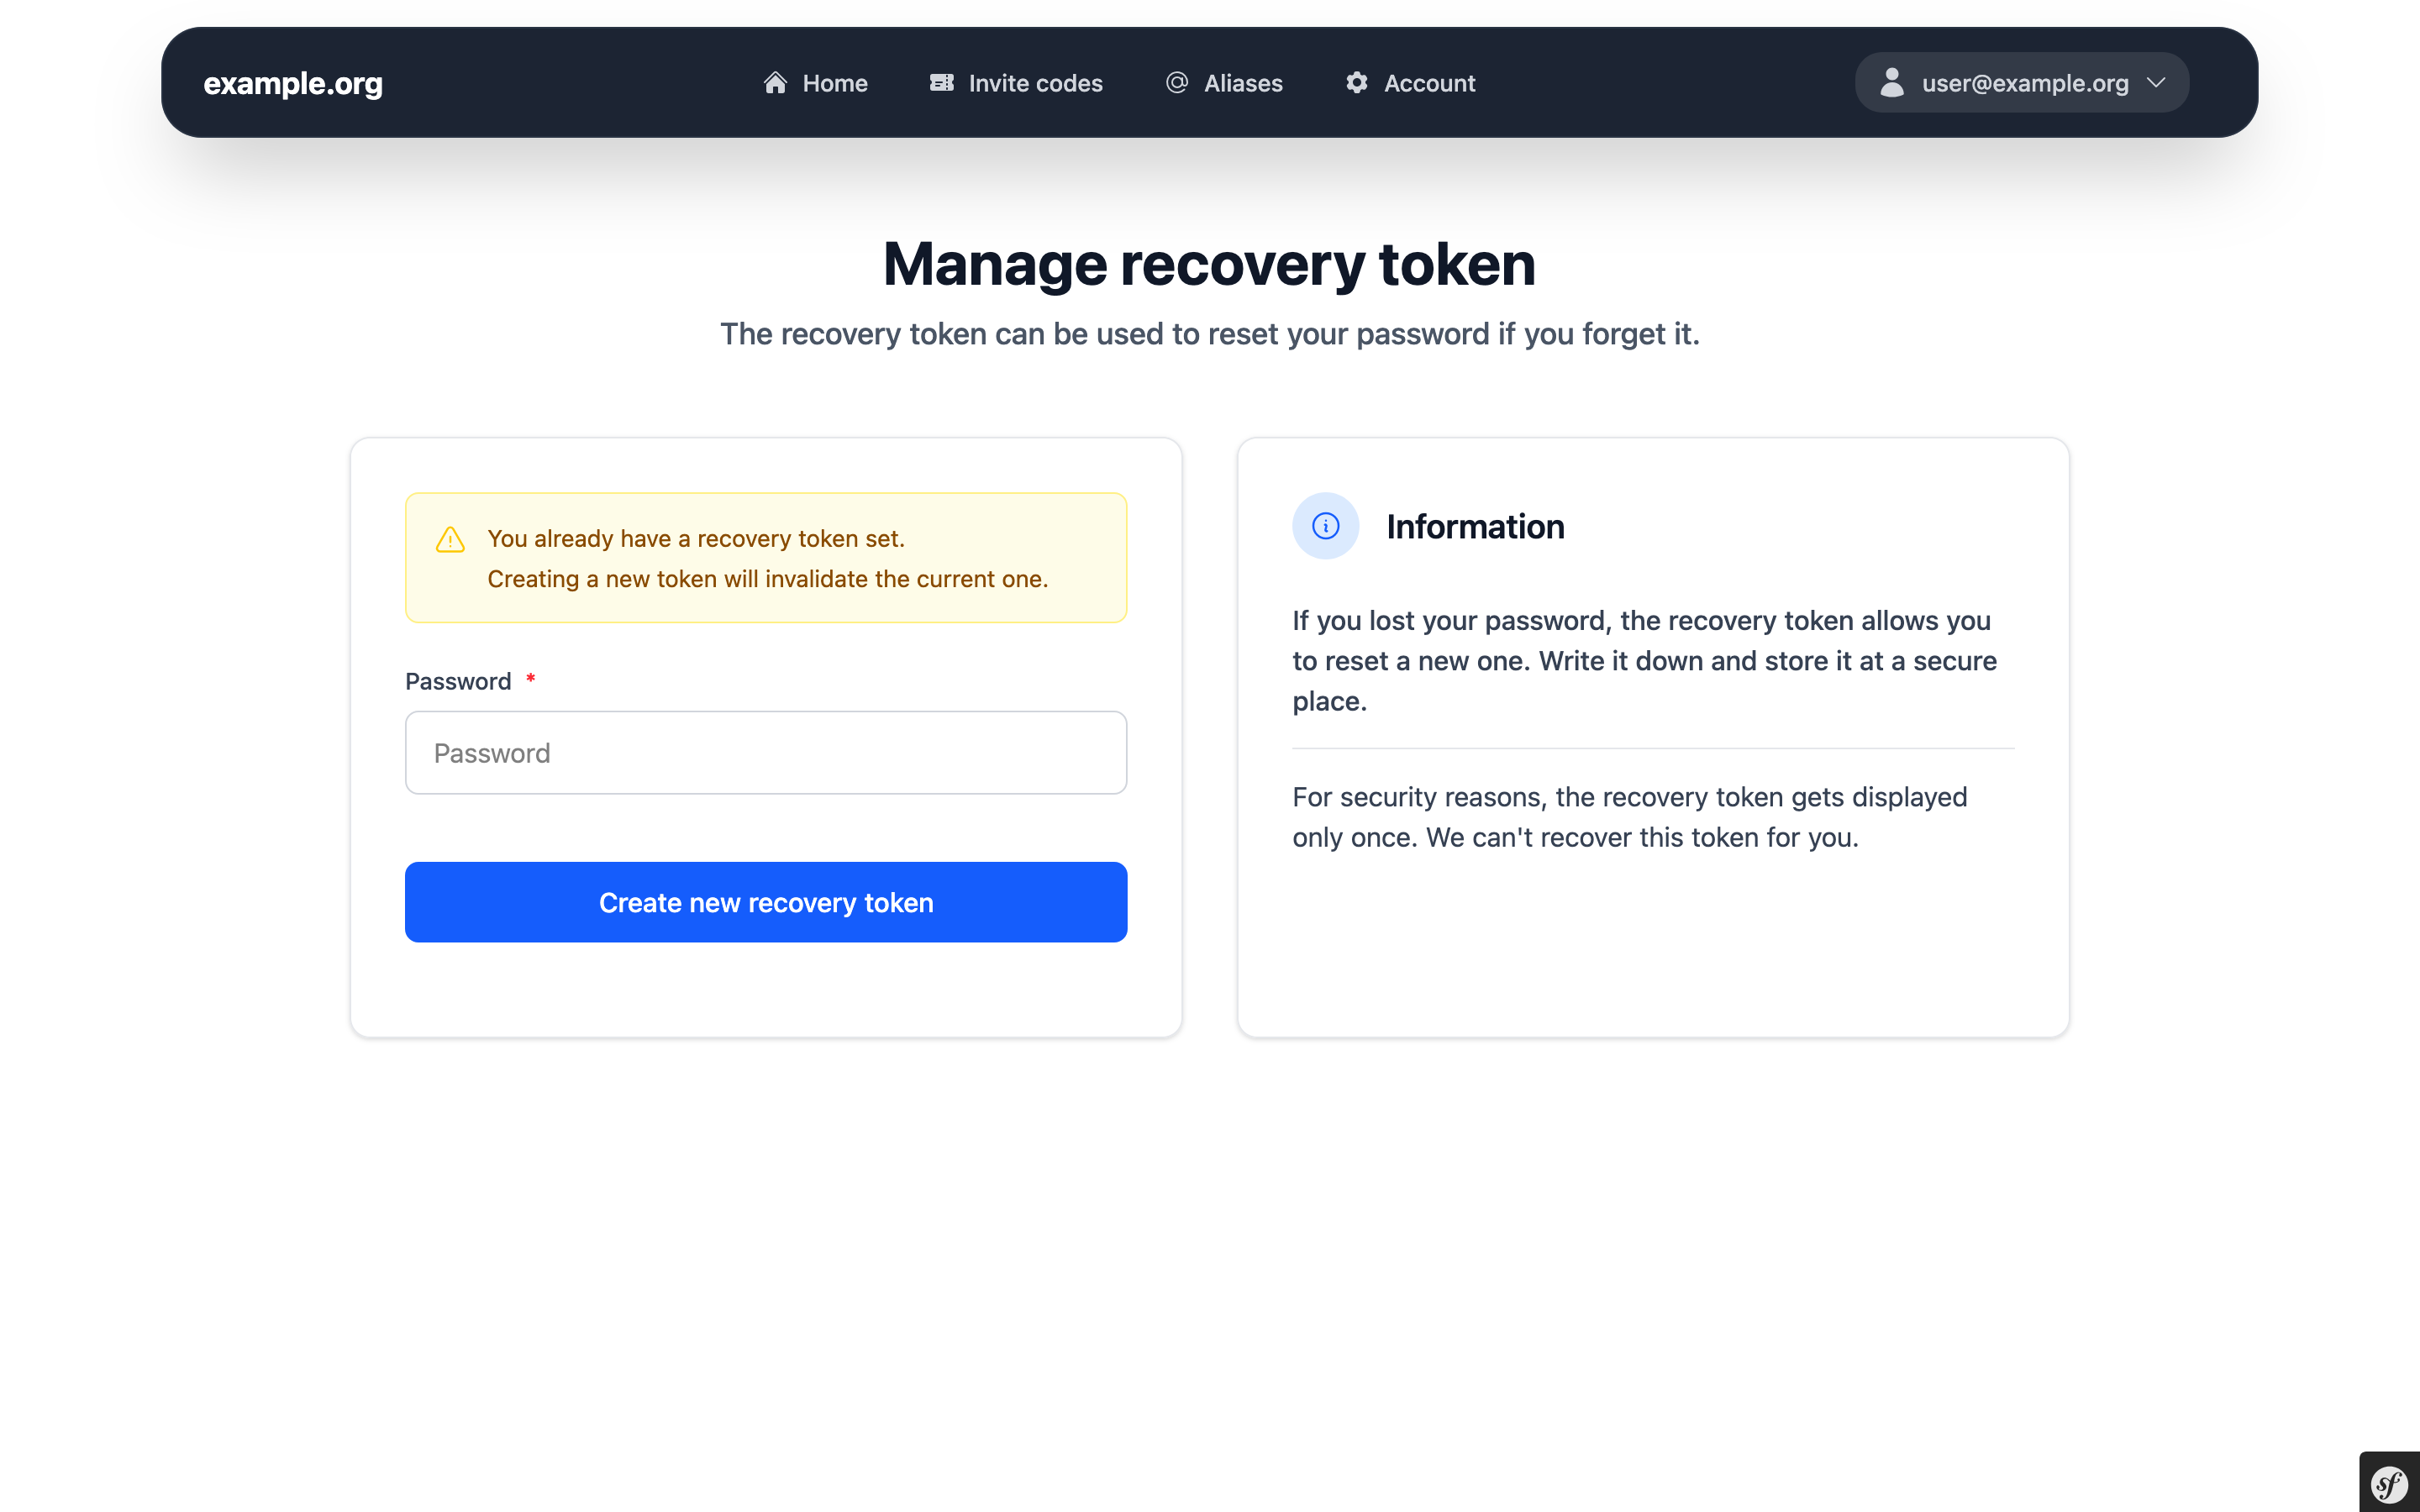 example.org
Home
Invite codes
Aliases
Account
user@example.org
Manage recovery token
The recovery token can be used to reset your password if you forget it.
You already have a recovery token set.
Creating a new token will invalidate the current one.
Password *
Password
Create new recovery token
Information
If you lost your password, the recovery token allows you
to reset a new one. Write it down and store it at a secure
place.
For security reasons, the recovery token gets displayed
only once. We can't recover this token for you.
sf